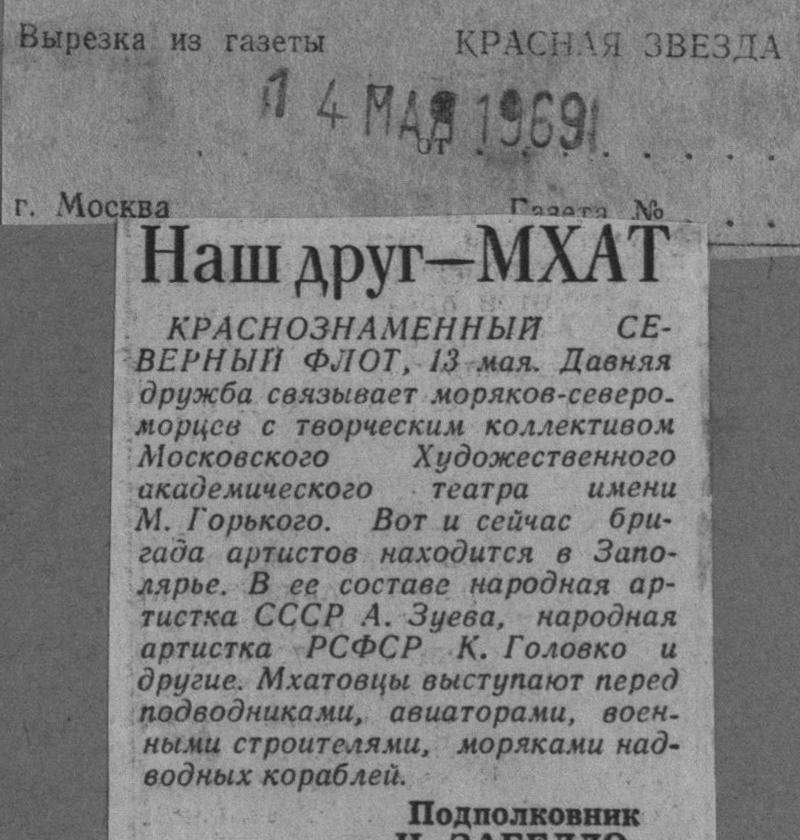 Вырезка из газеты КРАСНАЯ ЗВЕЗДА
14 МАЯ 1969
от . . . . . . . .
г. Москва Газета № . . .
Наш друг—МХАТ
КРАСНОЗНАМЕННЫЙ СЕ-
ВЕРНЫЙ ФЛОТ, 13 мая. Давняя
дружба связывает моряков-северо-
морцев с творческим коллективом
Московского Художественного
академического театра имени
М. Горького. Вот и сейчас бри-
гада артистов находится в Запо-
лярье. В ее составе народная ар-
тистка СССР А. Зуева, народная
артистка РСФСР К. Головко и
другие. Мхатовцы выступают перед
подводниками, авиаторами, воен-
ными строителями, моряками над-
водных кораблей.
Подполковник